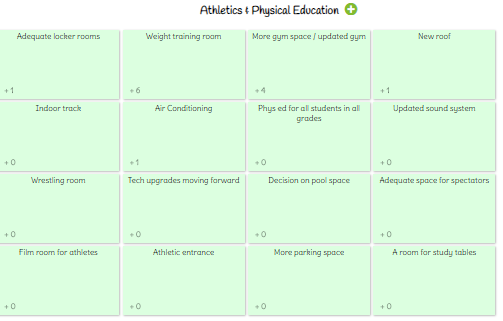 Athletics & Physical Education
Adequate locker rooms
+1
Weight training room
+6
More gym space / updated gym
+4
New roof
+1
Indoor track
+0
Air Conditioning
+1
Phys ed for all students in all
grades
+0
Updated sound system
+0
Wrestling room
+0
Tech upgrades moving forward
+0
Decision on pool space
+0
Adequate space for spectators
+0
Film room for athletes
+0
Athletic entrance
+0
More parking space
+0
A room for study tables
+0